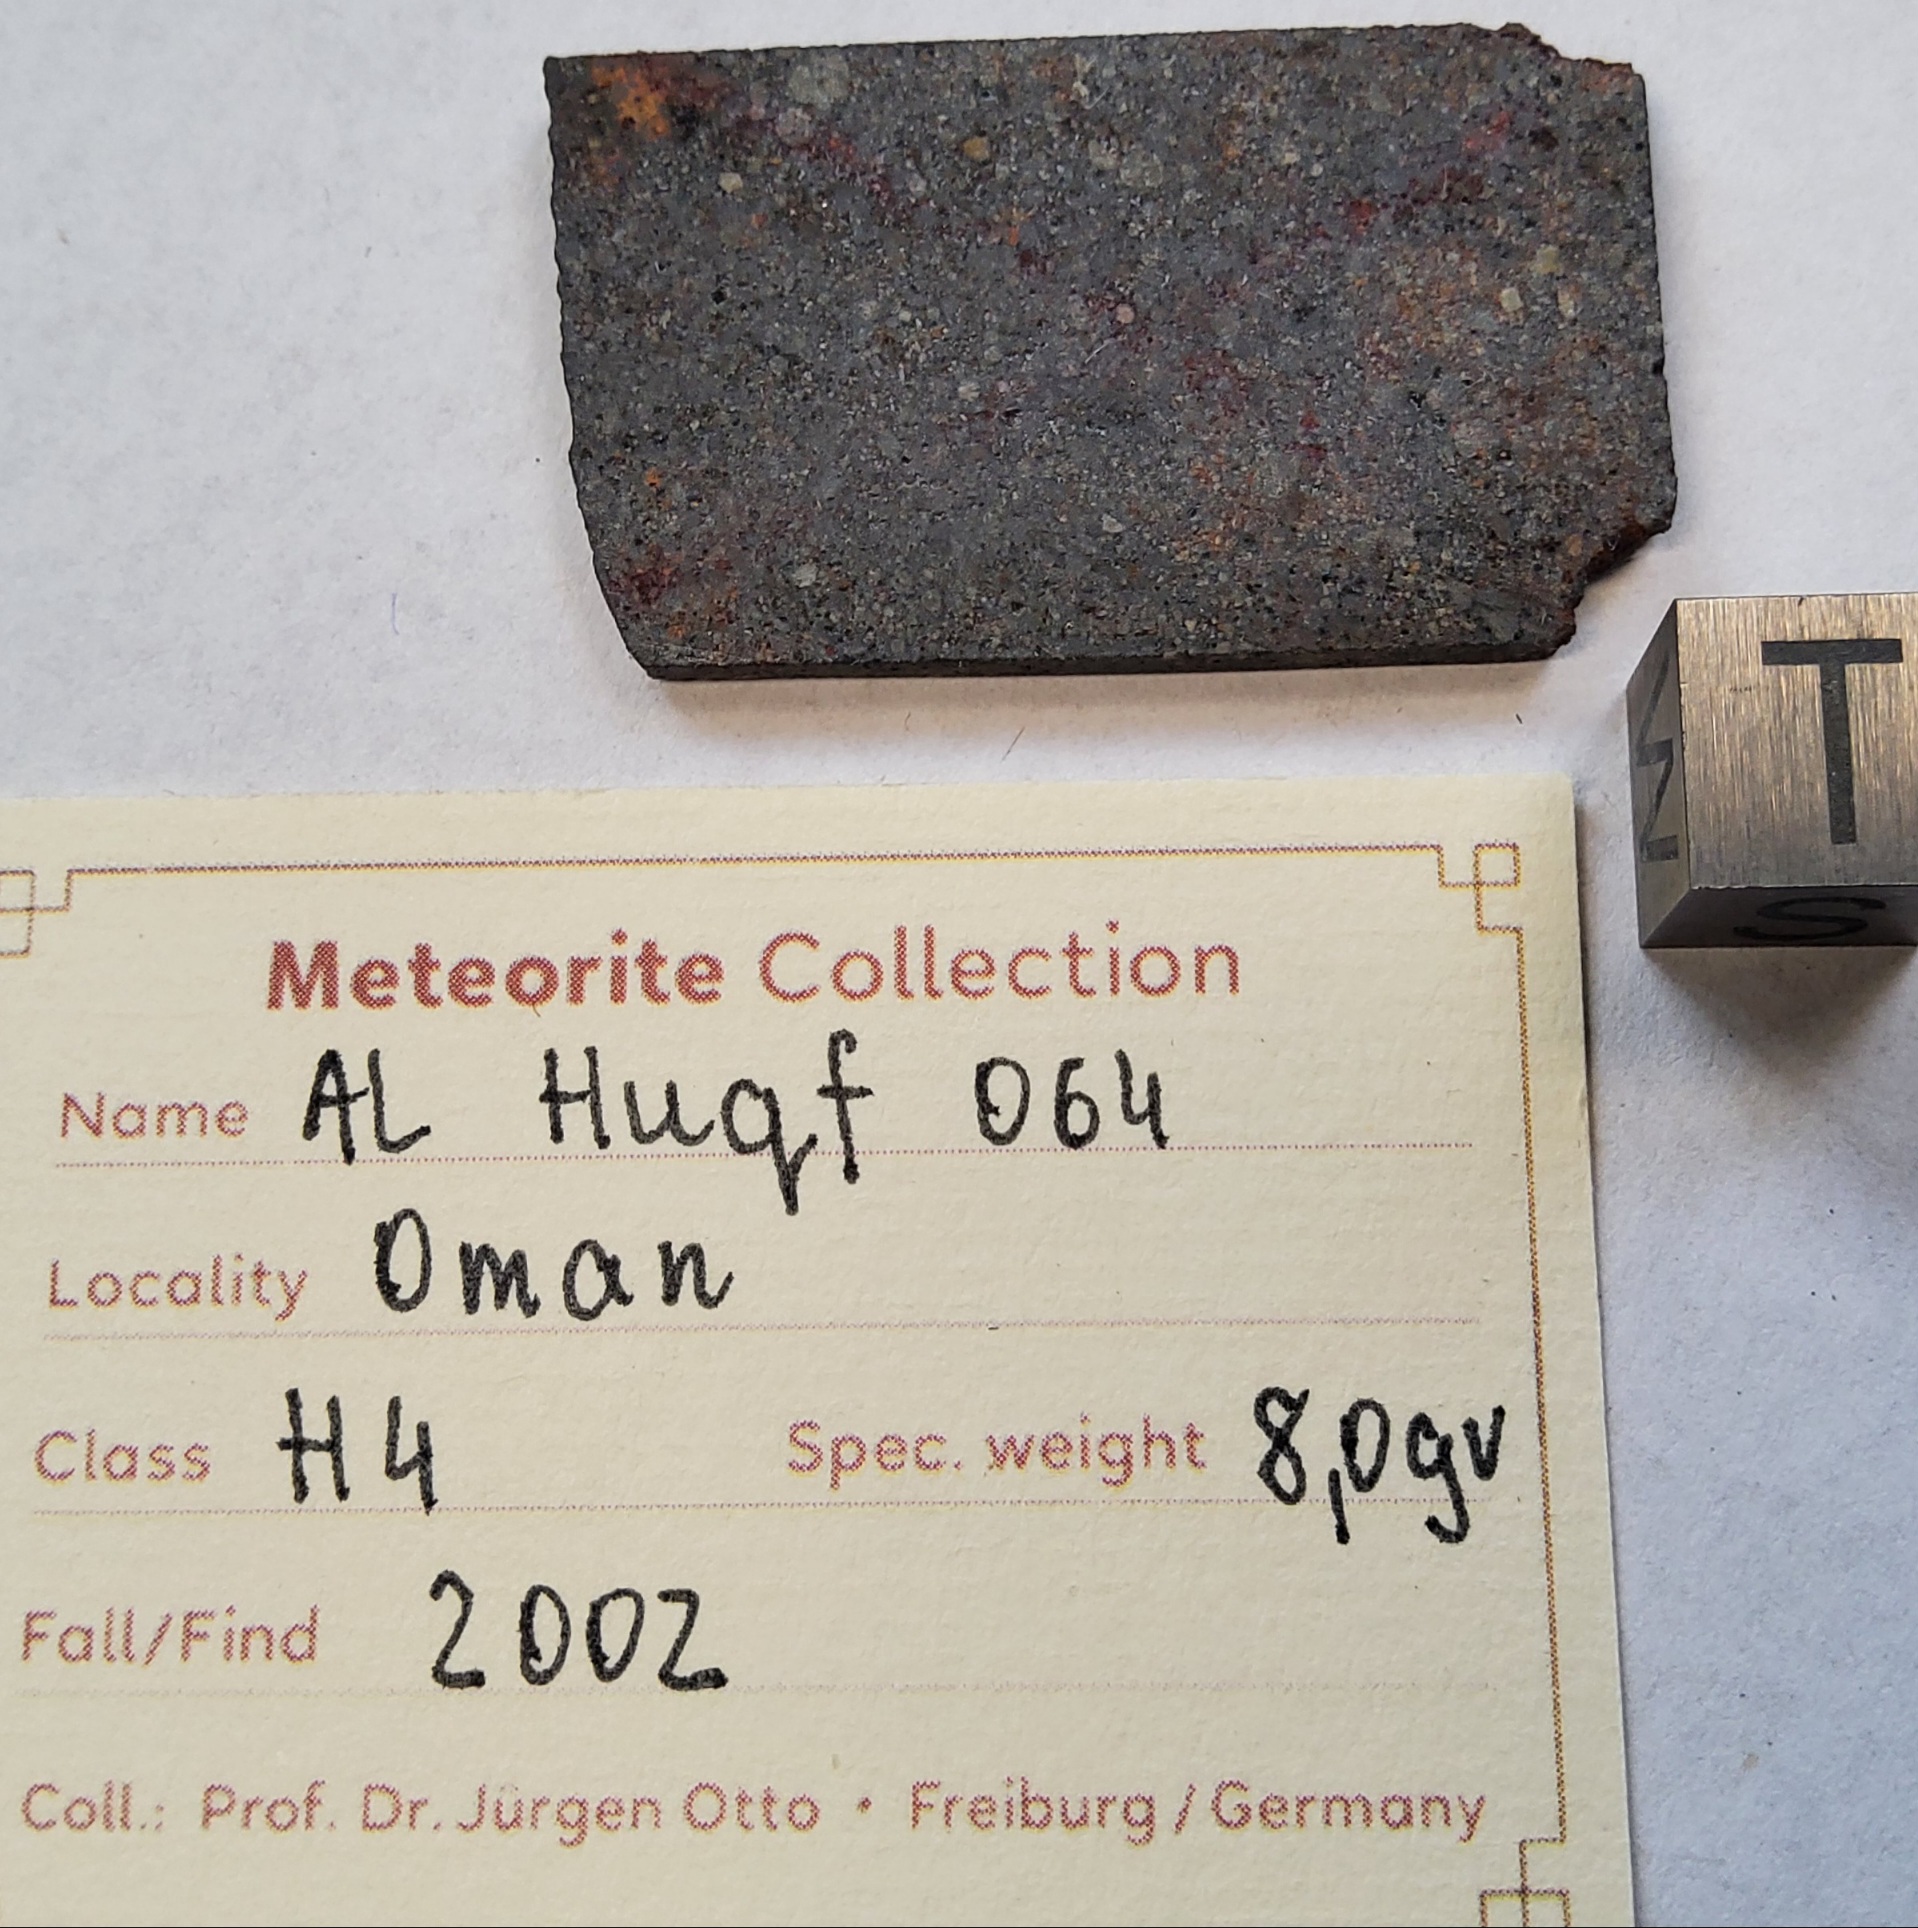 T
S
Meteorite Collection
Name AL Huqf 064
Locality Oman
Class H4 Spec. weight 8,0gr
Fall/Find 2002
Coll.: Prof. Dr. Jürgen Otto • Freiburg / Germany